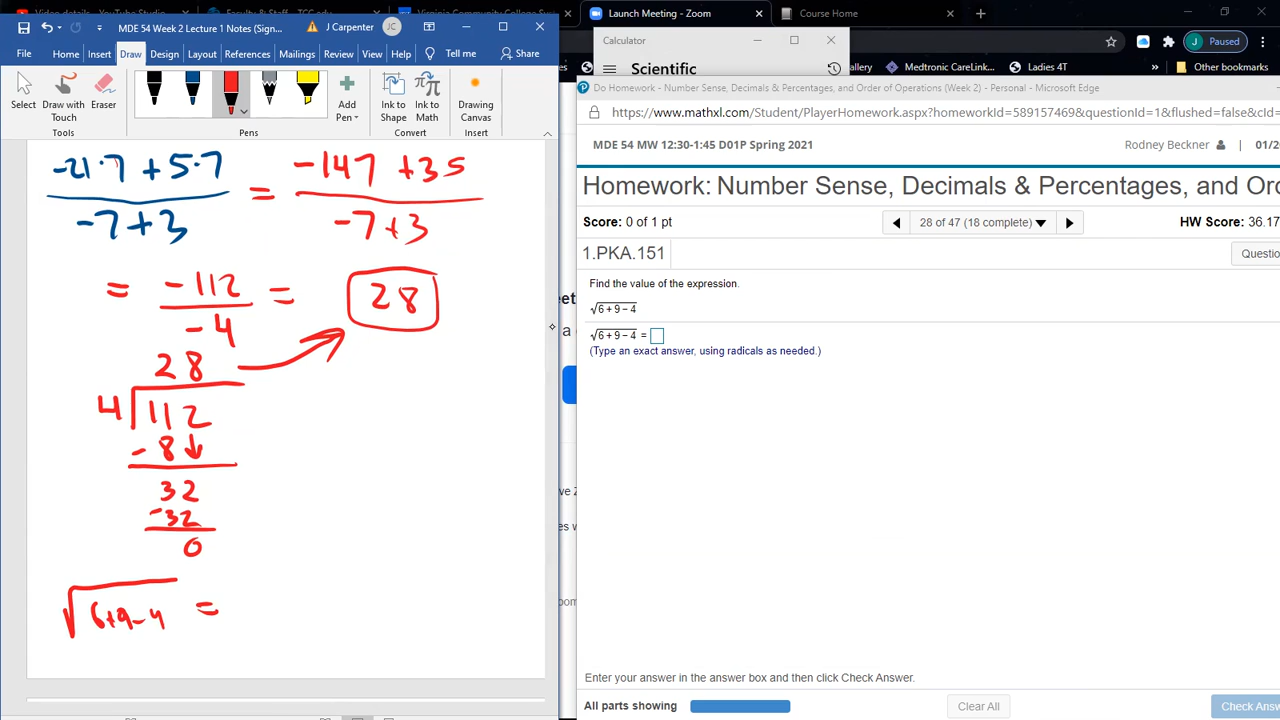 Launch Meeting - Zoom
Course Home
MDE 54 Week 2 Lecture 1 Notes (Sign...
J Carpenter
JC
File Home Insert Draw Design Layout References Mailings Review View Help Tell me Share
Select
Draw with Touch
Eraser
Add Pen
Ink to Shape
Ink to Math
Drawing Canvas
Tools
Pens
Convert
Insert
-21·7 + 5·7
-7 + 3
=
-147 + 35
-7 + 3
= -112
-4
= 28
28
4 112
- 8↓
32
-32
0
√6+9-4 =
Calculator
Scientific
Paused
Medtronic CareLink...
Ladies 4T
Other bookmarks
Do Homework - Number Sense, Decimals & Percentages, and Order of Operations (Week 2) - Personal - Microsoft Edge
https://www.mathxl.com/Student/PlayerHomework.aspx?homeworkId=589157469&questionId=1&flushed=false&cId=
MDE 54 MW 12:30-1:45 D01P Spring 2021
Rodney Beckner
Homework: Number Sense, Decimals & Percentages, and Orde
Score: 0 of 1 pt
28 of 47 (18 complete)
HW Score: 36.17
1.PKA.151
Questio
Find the value of the expression.
√6+9−4
√6+9−4 =
(Type an exact answer, using radicals as needed.)
Enter your answer in the answer box and then click Check Answer.
All parts showing
Clear All
Check Answe